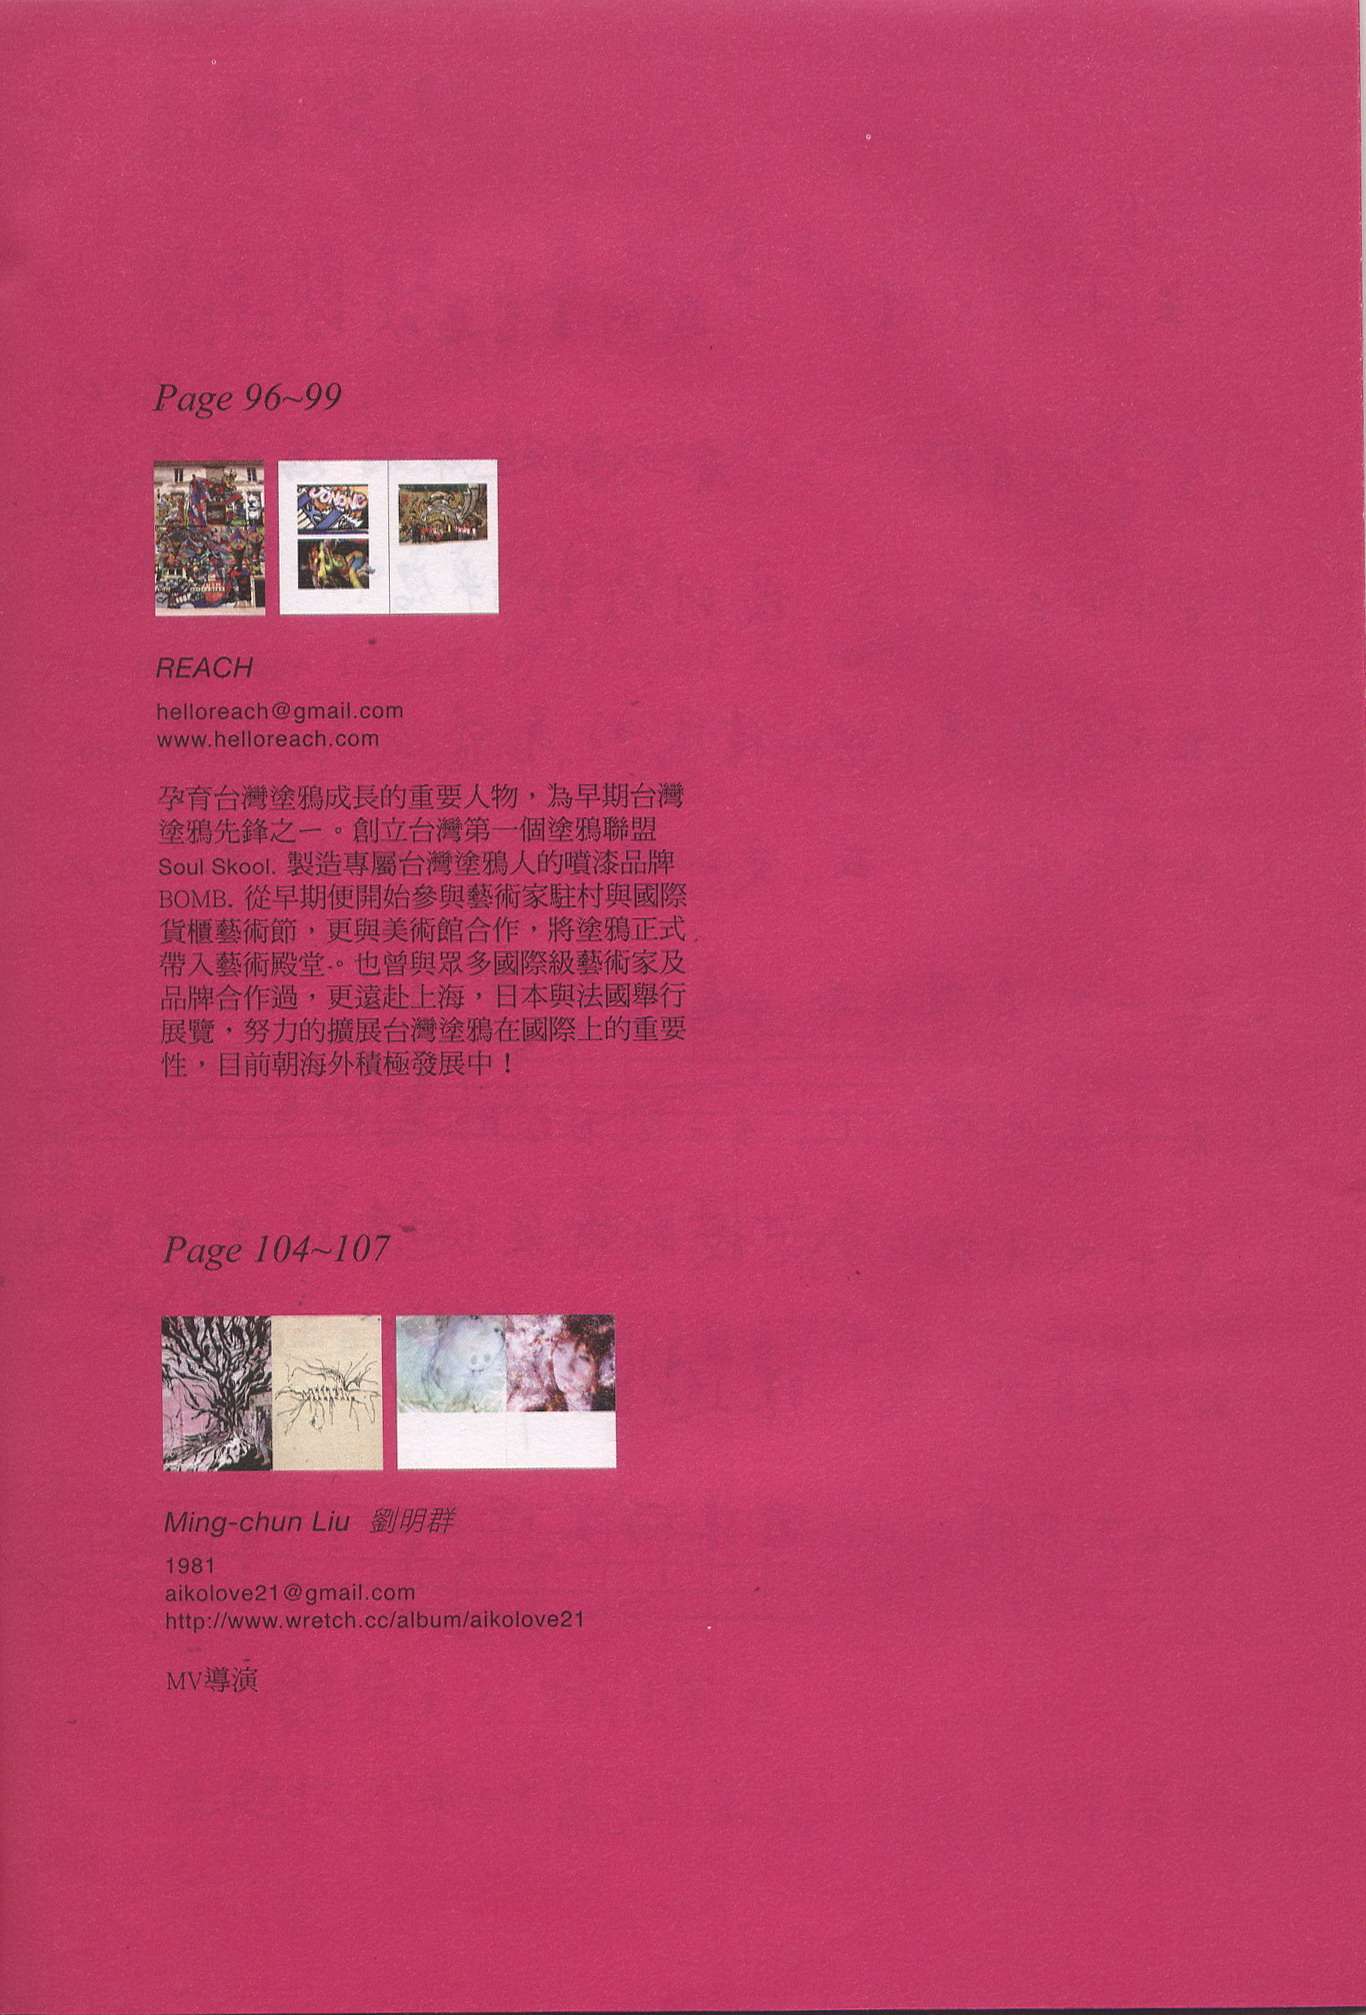 Page 96~99
REACH
helloreach@gmail.com
www.helloreach.com
孕育台灣塗鴉成長的重要人物，為早期台灣
塗鴉先鋒之一。創立台灣第一個塗鴉聯盟
Soul Skool. 製造專屬台灣塗鴉人的噴漆品牌
BOMB. 從早期便開始參與藝術家駐村與國際
貨櫃藝術節，更與美術館合作，將塗鴉正式
帶入藝術殿堂。也曾與眾多國際級藝術家及
品牌合作過，更遠赴上海，日本與法國舉行
展覽，努力的擴展台灣塗鴉在國際上的重要
性，目前朝海外積極發展中！
Page 104~107
Ming-chun Liu 劉明群
1981
aikolove21@gmail.com
http://www.wretch.cc/album/aikolove21
MV導演